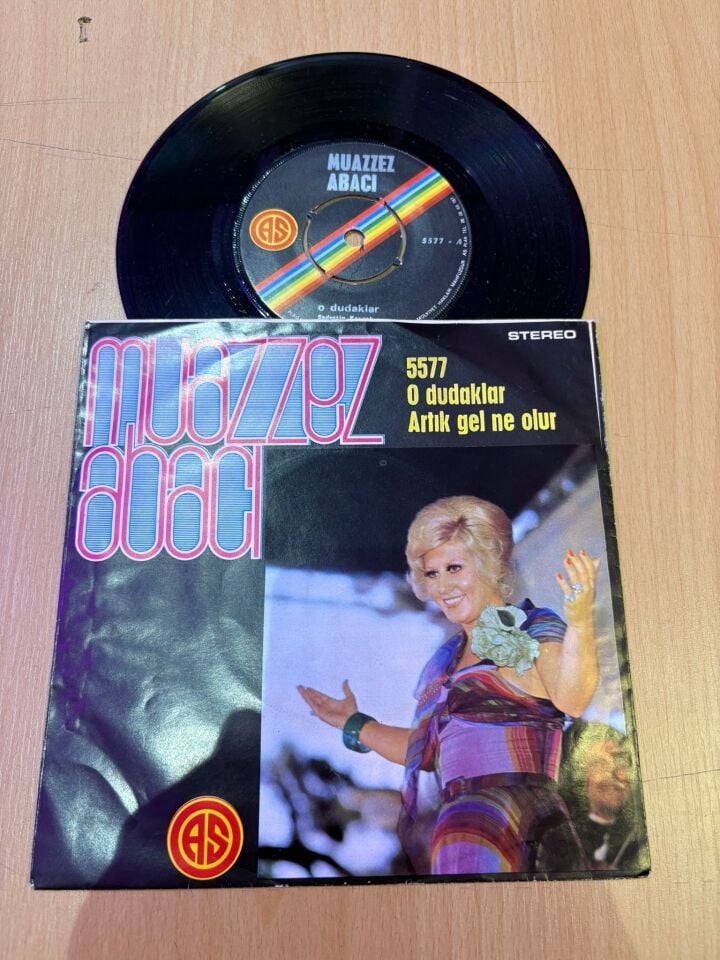 MUAZZEZ
ABACI
AS
5577 - A
O dudaklar
STEREO
muazzez
abacı
5577
O dudaklar
Artık gel ne olur
AS